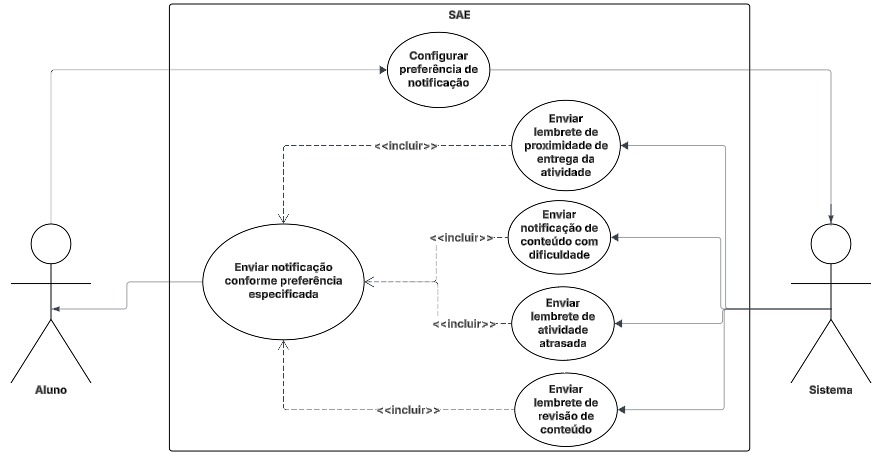 SAE
Configurar
preferência de
notificação
Enviar
lembrete de
proximidade de
entrega da
atividade
<<incluir>>
Enviar
notificação de
conteúdo com
dificuldade
<<incluir>>
Enviar notificação
conforme preferência
especificada
Enviar
lembrete de
atividade
atrasada
<<incluir>>
Enviar
lembrete de
revisão de
conteúdo
<<incluir>>
Aluno
Sistema